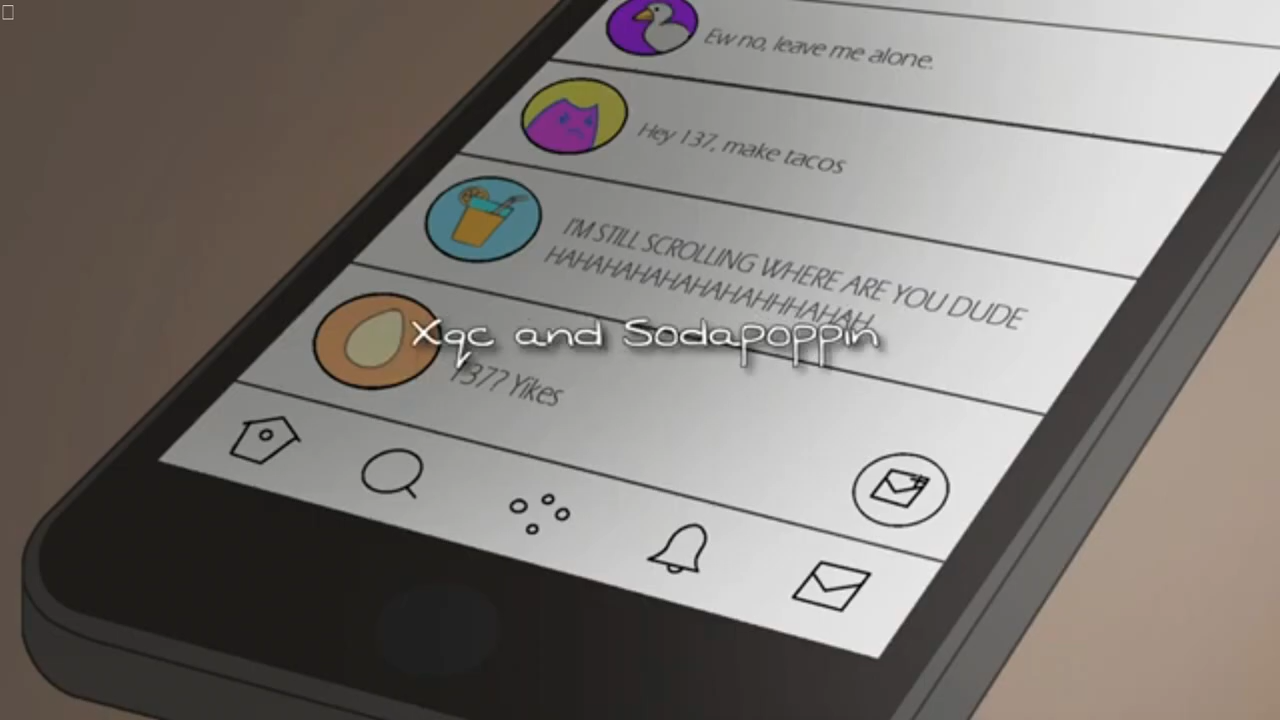 Ew no, leave me alone.
Hey 137, make tacos
I'M STILL SCROLLING WHERE ARE YOU DUDE
HAHAHAHAHAHAHAHAHHHAHAH
Xqc and Sodapoppin
137? Yikes